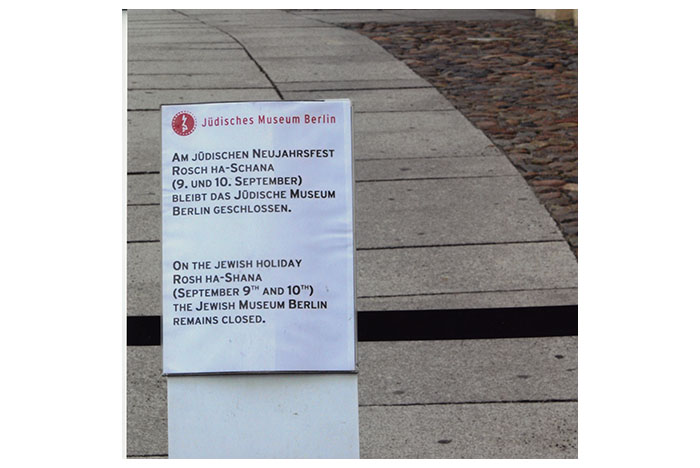 Jüdisches Museum Berlin
AM JÜDISCHEN NEUJAHRSFEST
ROSCH HA-SCHANA
(9. UND 10. SEPTEMBER)
BLEIBT DAS JÜDISCHE MUSEUM
BERLIN GESCHLOSSEN.
ON THE JEWISH HOLIDAY
ROSH HA-SHANA
(SEPTEMBER 9TH AND 10TH)
THE JEWISH MUSEUM BERLIN
REMAINS CLOSED.